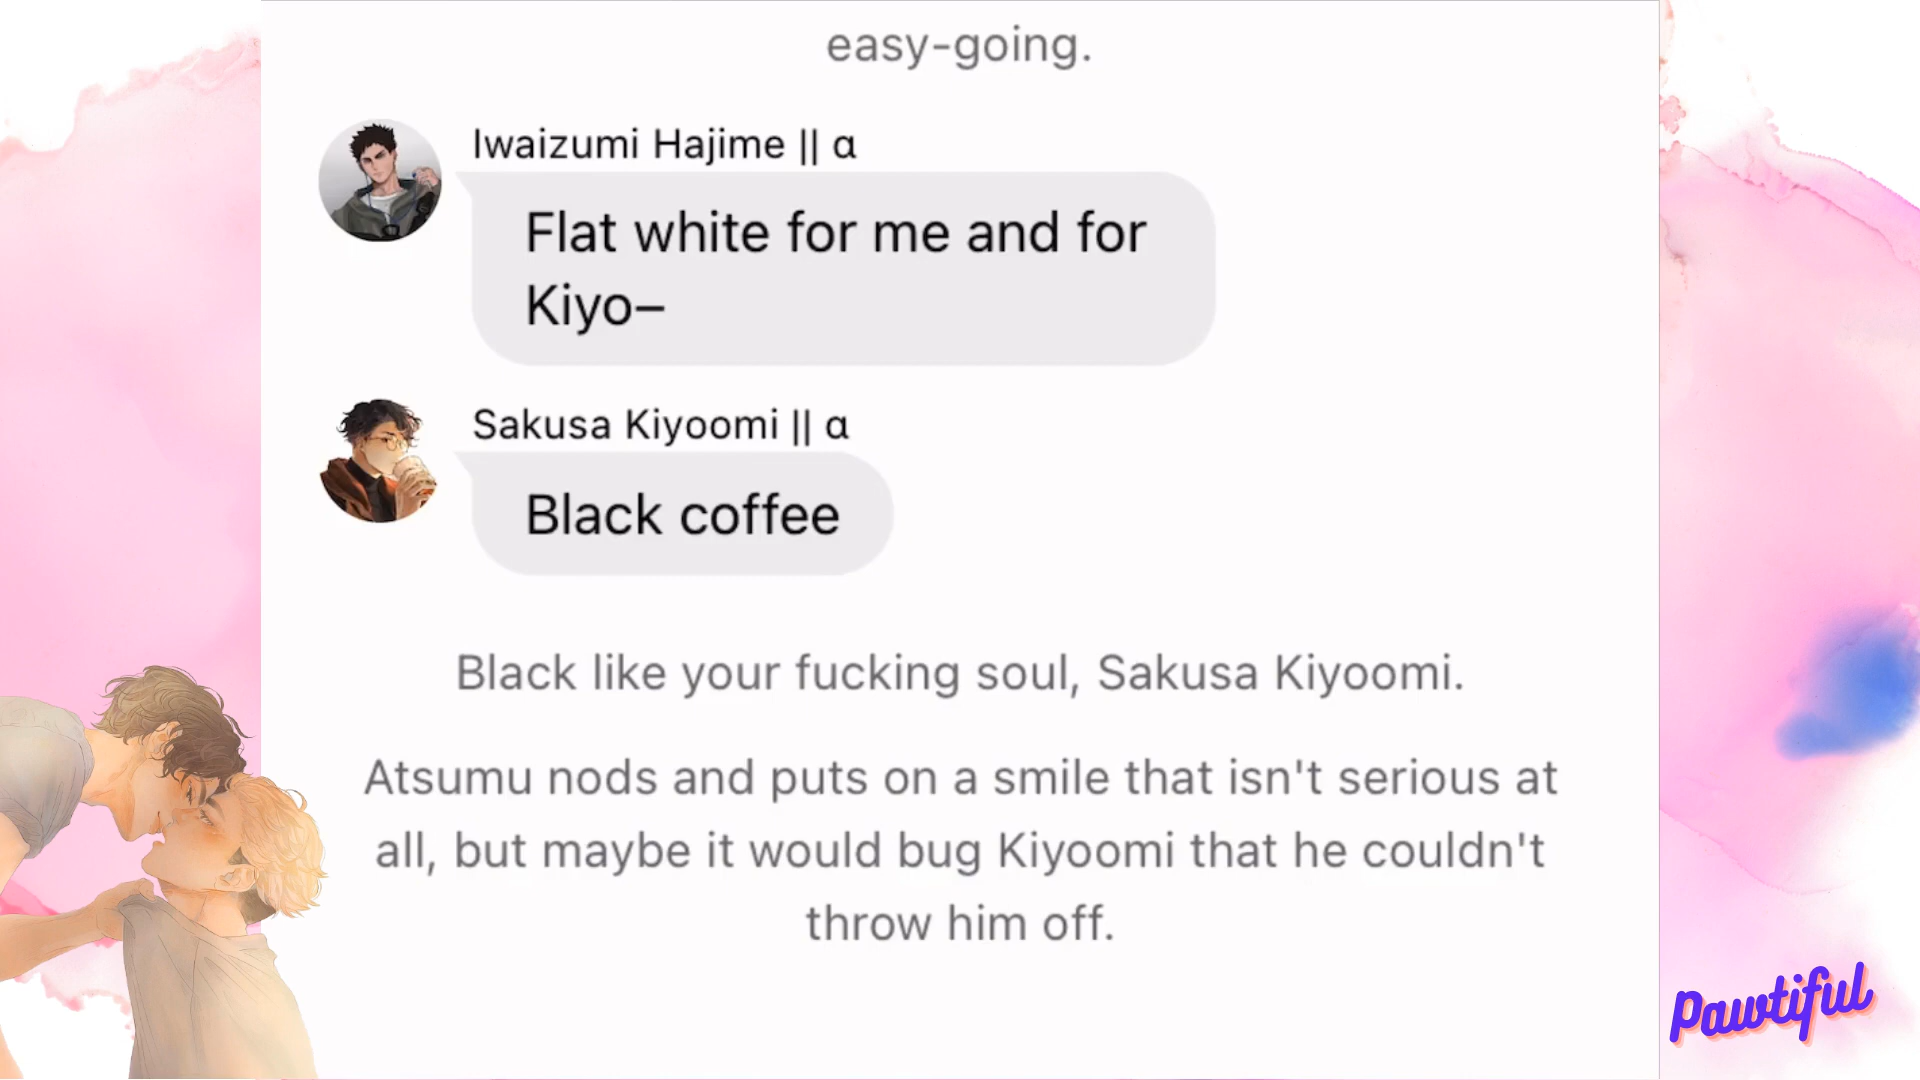 easy-going.
Iwaizumi Hajime || α
Flat white for me and for
Kiyo–
Sakusa Kiyoomi || α
Black coffee
Black like your fucking soul, Sakusa Kiyoomi.
Atsumu nods and puts on a smile that isn't serious at
all, but maybe it would bug Kiyoomi that he couldn't
throw him off.
Pawtiful